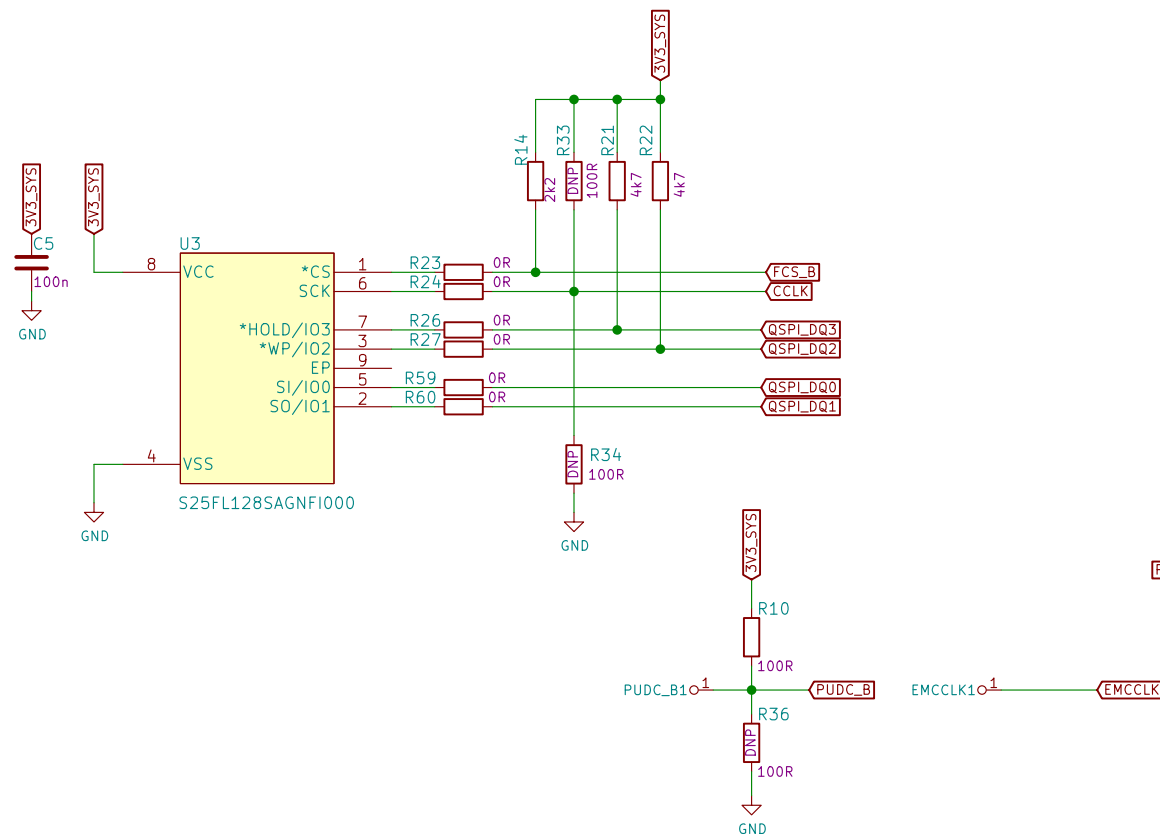 3V3_SYS
R14
2k2
R33
DNP
100R
R21
4k7
R22
4k7
3V3_SYS
C5
100n
GND
3V3_SYS
U3
8 VCC
*CS 1 R23 0R FCS_B
SCK 6 R24 0R CCLK
*HOLD/IO3 7 R26 0R QSPI_DQ3
*WP/IO2 3 R27 0R QSPI_DQ2
EP 9
SI/IO0 5 R59 0R QSPI_DQ0
SO/IO1 2 R60 0R QSPI_DQ1
4 VSS
S25FL128SAGNFI000
GND
DNP
R34
100R
GND
3V3_SYS
R10
100R
PUDC_B1 1 PUDC_B
R36
DNP
100R
GND
EMCCLK1 1 EMCCLK